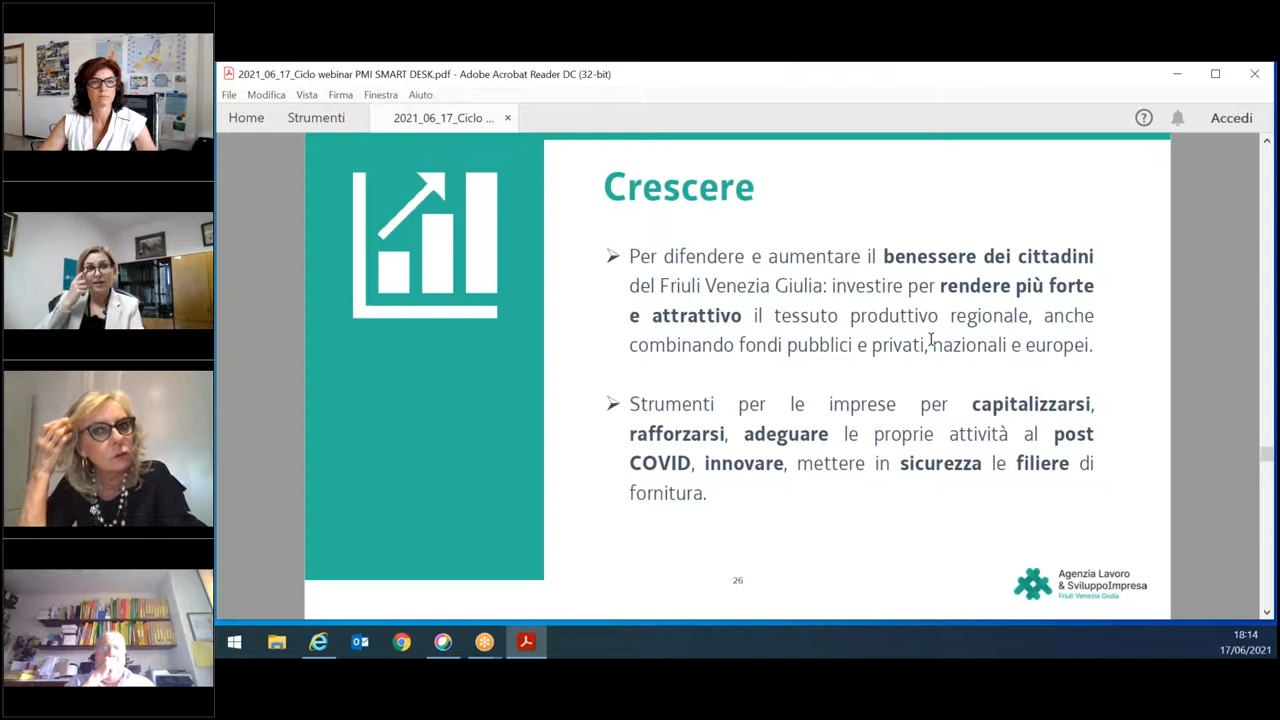 2021_06_17_Ciclo webinar PMI SMART DESK.pdf - Adobe Acrobat Reader DC (32-bit)
File Modifica Vista Firma Finestra Aiuto
Home Strumenti 2021_06_17_Ciclo ... × Accedi
Crescere
Per difendere e aumentare il benessere dei cittadini
del Friuli Venezia Giulia: investire per rendere più forte
e attrattivo il tessuto produttivo regionale, anche
combinando fondi pubblici e privati, nazionali e europei.
Strumenti per le imprese per capitalizzarsi,
rafforzarsi, adeguare le proprie attività al post
COVID, innovare, mettere in sicurezza le filiere di
fornitura.
26
Agenzia Lavoro
& SviluppoImpresa
Friuli Venezia Giulia
18:14
17/06/2021